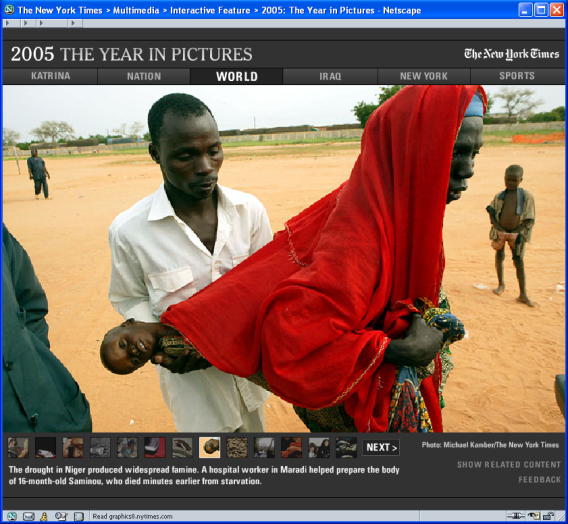 The New York Times > Multimedia > Interactive Feature > 2005: The Year in Pictures - Netscape
2005 THE YEAR IN PICTURES
The New York Times
KATRINA NATION WORLD IRAQ NEW YORK SPORTS
NEXT >
Photo: Michael Kamber/The New York Times
The drought in Niger produced widespread famine. A hospital worker in Maradi helped prepare the body
of 16-month-old Saminou, who died minutes earlier from starvation.
SHOW RELATED CONTENT
FEEDBACK
Read graphics8.nytimes.com